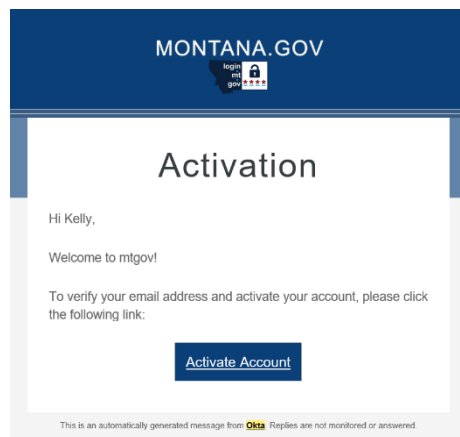 MONTANA.GOV
login
mt
gov
****
Activation
Hi Kelly,
Welcome to mtgov!
To verify your email address and activate your account, please click
the following link:
Activate Account
This is an automatically generated message from Okta. Replies are not monitored or answered.